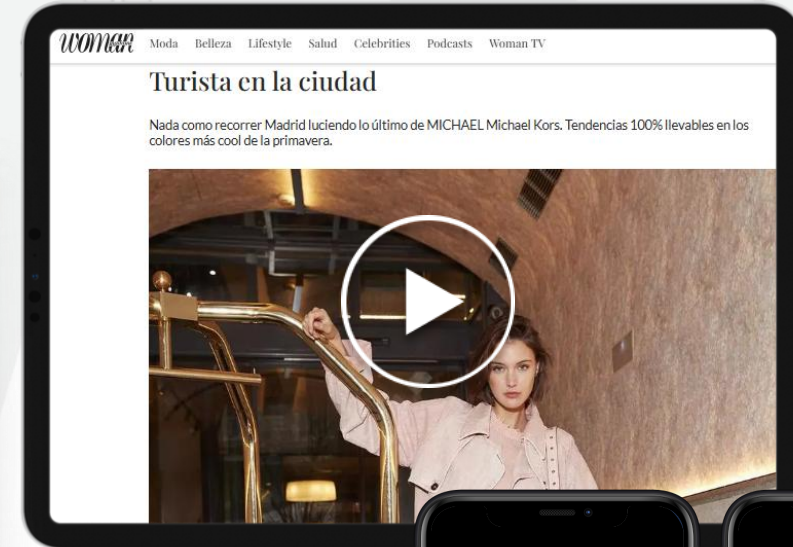 woman
Moda Belleza Lifestyle Salud Celebrities Podcasts Woman TV
Turista en la ciudad
Nada como recorrer Madrid luciendo lo último de MICHAEL Michael Kors. Tendencias 100% llevables en los
colores más cool de la primavera.